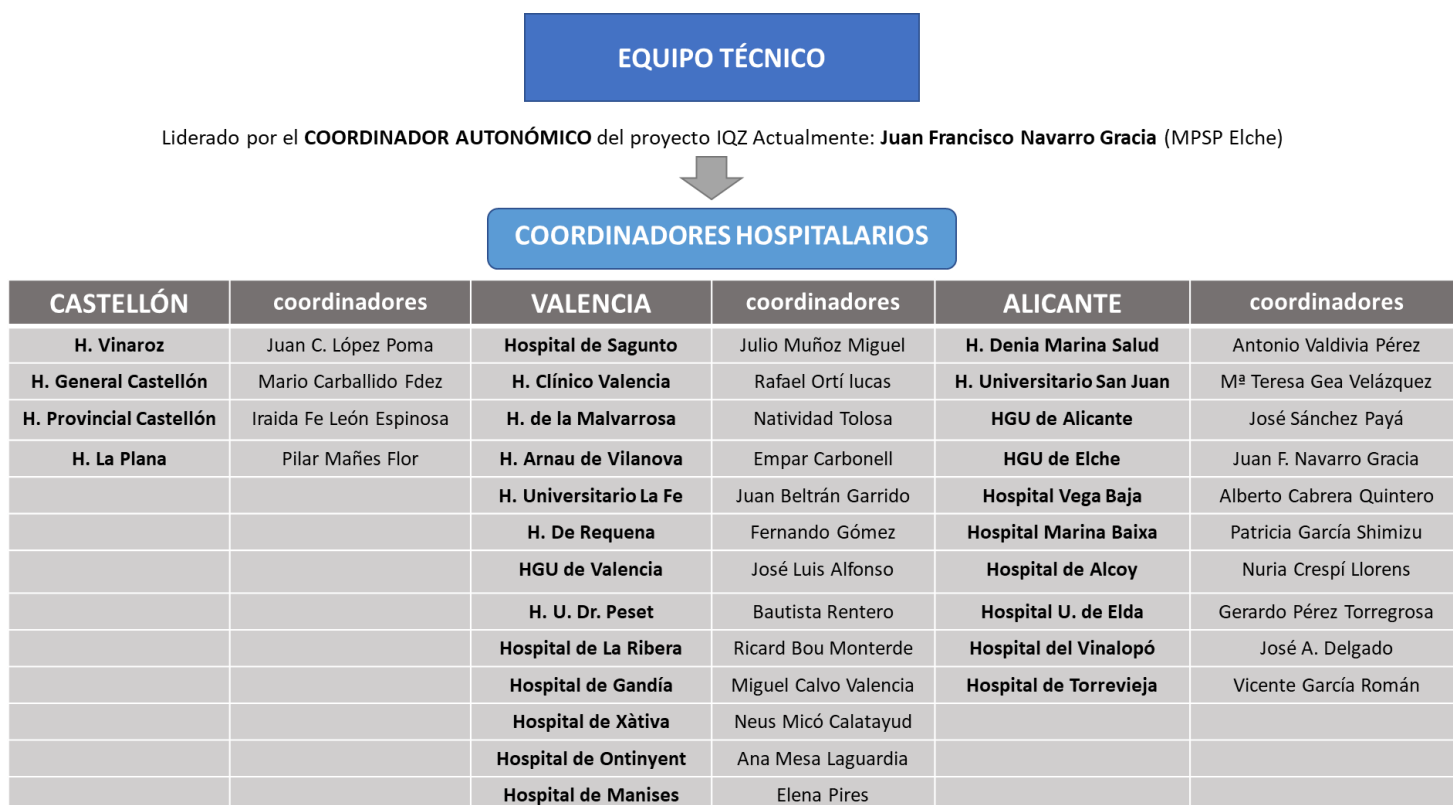 EQUIPO TÉCNICO
Liderado por el COORDINADOR AUTONÓMICO del proyecto IQZ Actualmente: Juan Francisco Navarro Gracia (MPSP Elche)
COORDINADORES HOSPITALARIOS
CASTELLÓN coordinadores VALENCIA coordinadores ALICANTE coordinadores
H. Vinaroz Juan C. López Poma Hospital de Sagunto Julio Muñoz Miguel H. Denia Marina Salud Antonio Valdivia Pérez
H. General Castellón Mario Carballido Fdez H. Clínico Valencia Rafael Ortí lucas H. Universitario San Juan Mª Teresa Gea Velázquez
H. Provincial Castellón Iraida Fe León Espinosa H. de la Malvarrosa Natividad Tolosa HGU de Alicante José Sánchez Payá
H. La Plana Pilar Mañes Flor H. Arnau de Vilanova Empar Carbonell HGU de Elche Juan F. Navarro Gracia
H. Universitario La Fe Juan Beltrán Garrido Hospital Vega Baja Alberto Cabrera Quintero
H. De Requena Fernando Gómez Hospital Marina Baixa Patricia García Shimizu
HGU de Valencia José Luis Alfonso Hospital de Alcoy Nuria Crespí Llorens
H. U. Dr. Peset Bautista Rentero Hospital U. de Elda Gerardo Pérez Torregrosa
Hospital de La Ribera Ricard Bou Monterde Hospital del Vinalopó José A. Delgado
Hospital de Gandía Miguel Calvo Valencia Hospital de Torrevieja Vicente García Román
Hospital de Xàtiva Neus Micó Calatayud
Hospital de Ontinyent Ana Mesa Laguardia
Hospital de Manises Elena Pires